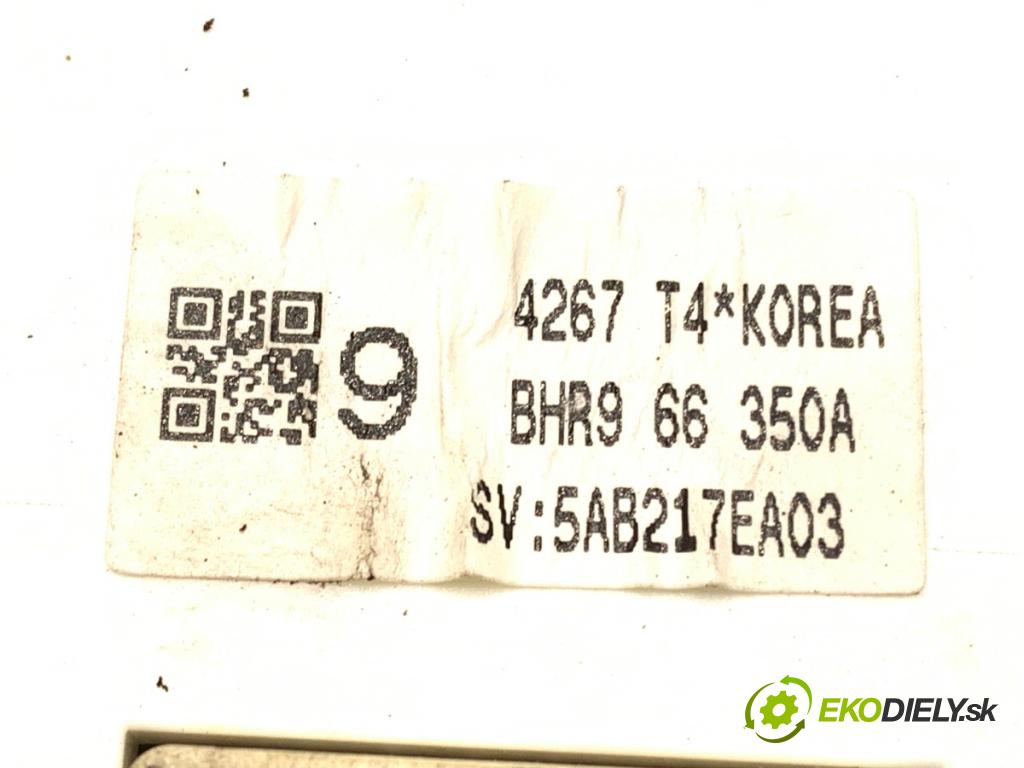 9
4267 T4*KOREA
BHR9 66 350A
SV:5AB217EA03
EKODIELY.sk